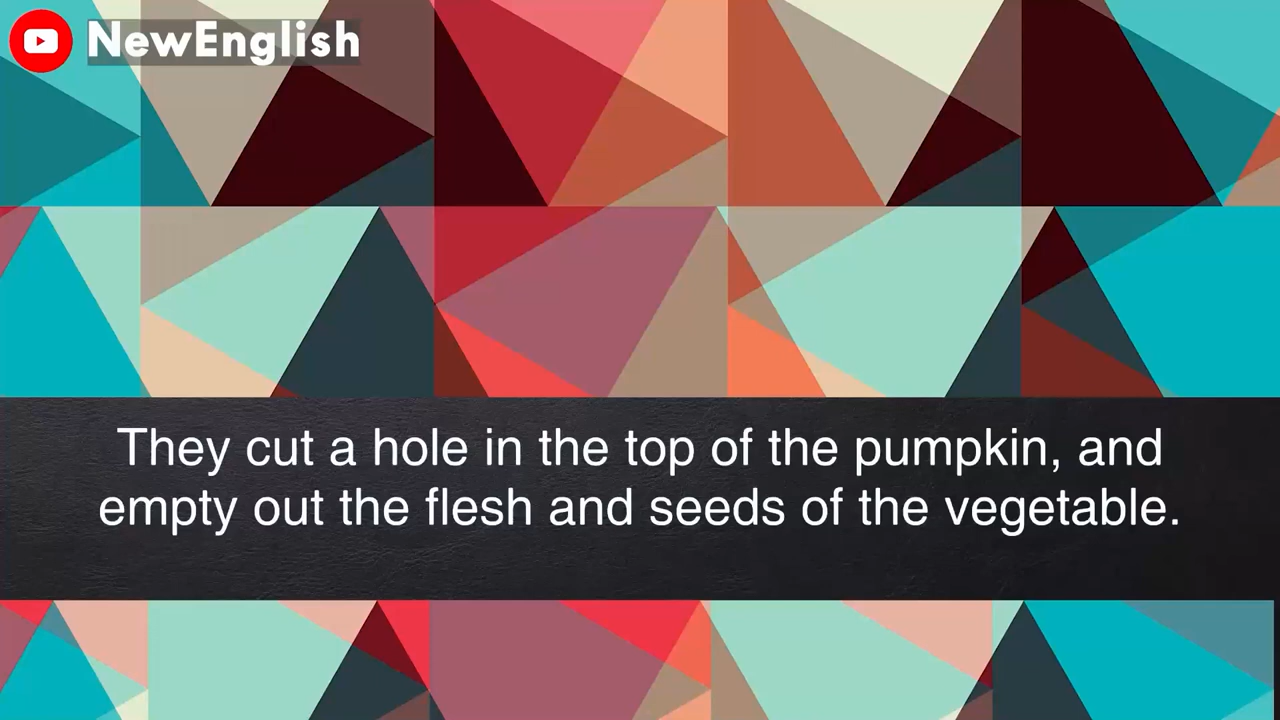 NewEnglish
They cut a hole in the top of the pumpkin, and
empty out the flesh and seeds of the vegetable.